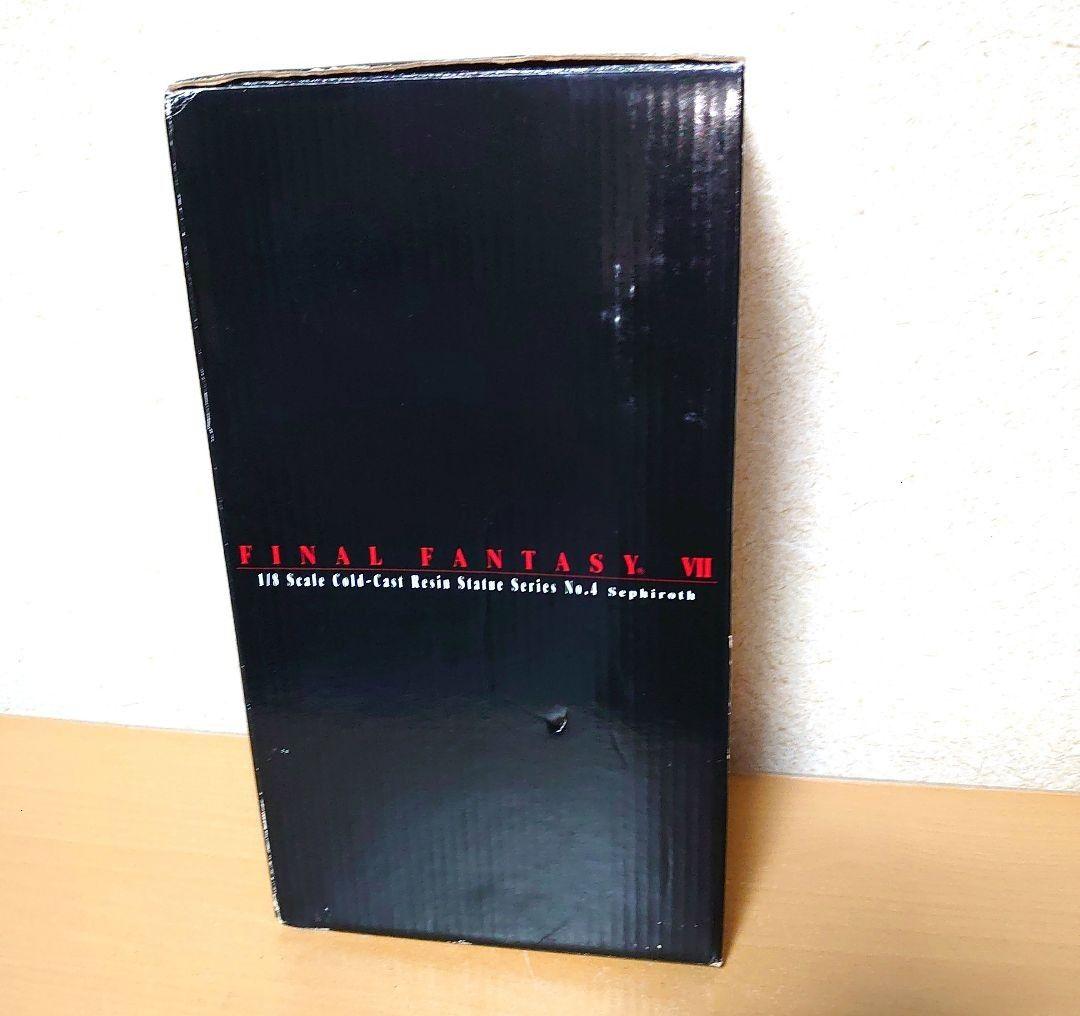 FINAL FANTASY® VII
1/8 Scale Cold-Cast Resin Statue Series No.4 Sephiroth